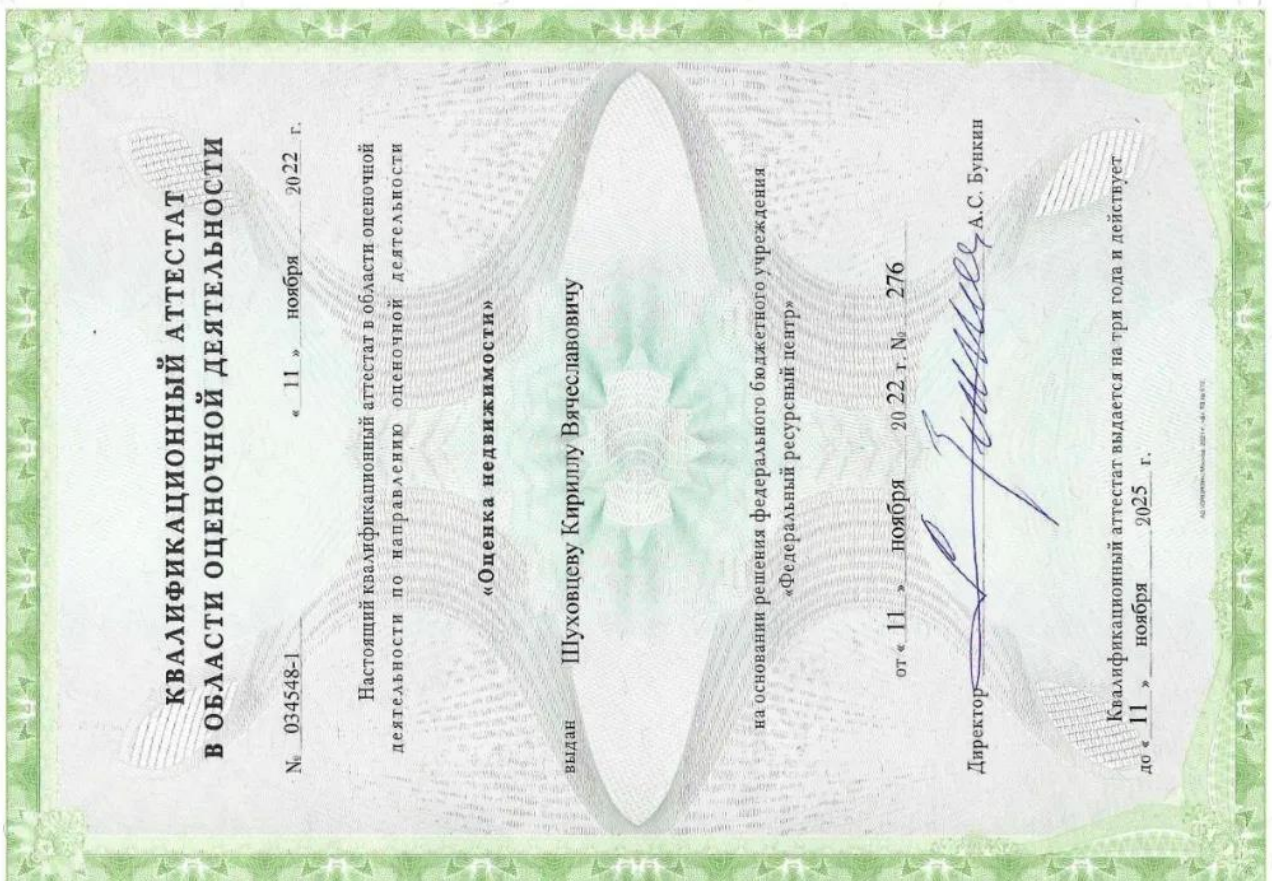 КВАЛИФИКАЦИОННЫЙ АТТЕСТАТ
В ОБЛАСТИ ОЦЕНОЧНОЙ ДЕЯТЕЛЬНОСТИ
№ 034548-1 « 11 » ноября 2022 г.
Настоящий квалификационный аттестат в области оценочной
деятельности по направлению оценочной деятельности
«Оценка недвижимости»
выдан Шуховцеву Кириллу Вячеславовичу
на основании решения федерального бюджетного учреждения
«Федеральный ресурсный центр»
от « 11 » ноября 20 22 г. № 276
Директор А.С. Бункин
Квалификационный аттестат выдается на три года и действует
до « 11 » ноября 2025 г.